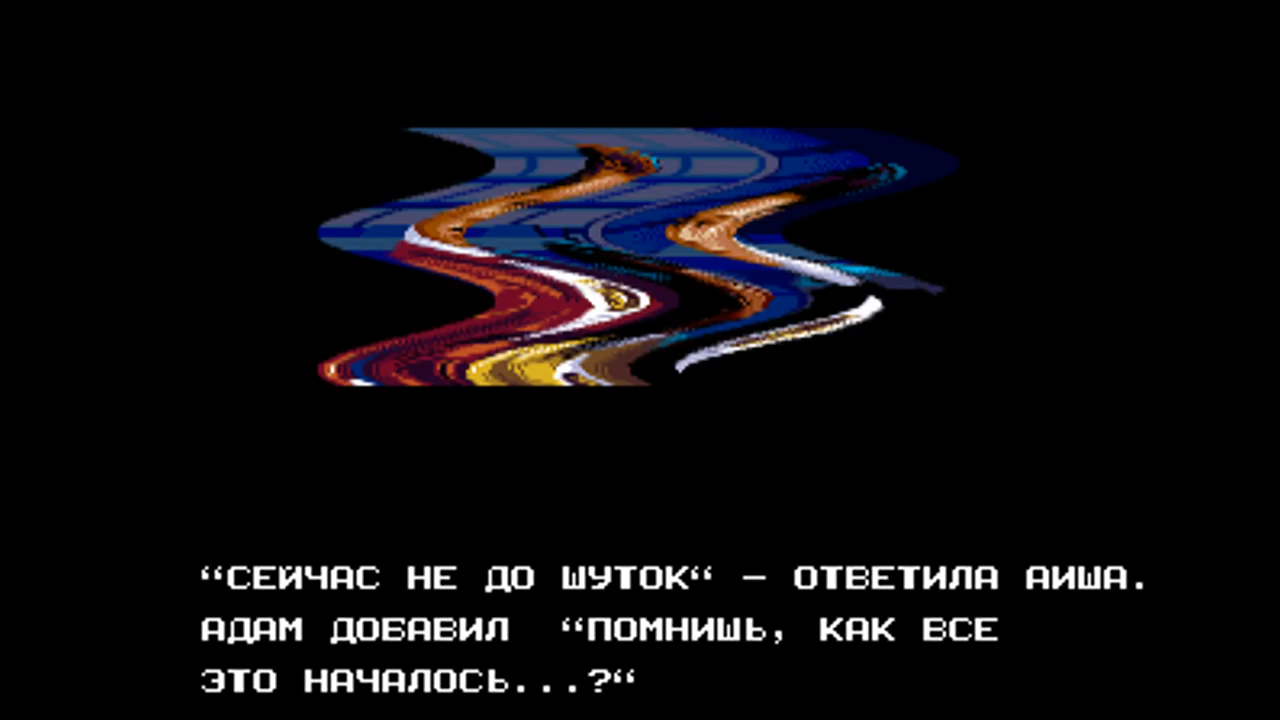 “СЕЙЧАС НЕ ДО ШУТОК“ – ОТВЕТИЛА АИША.
АДАМ ДОБАВИЛ “ПОМНИШЬ, КАК ВСЕ
ЭТО НАЧАЛОСЬ...?“